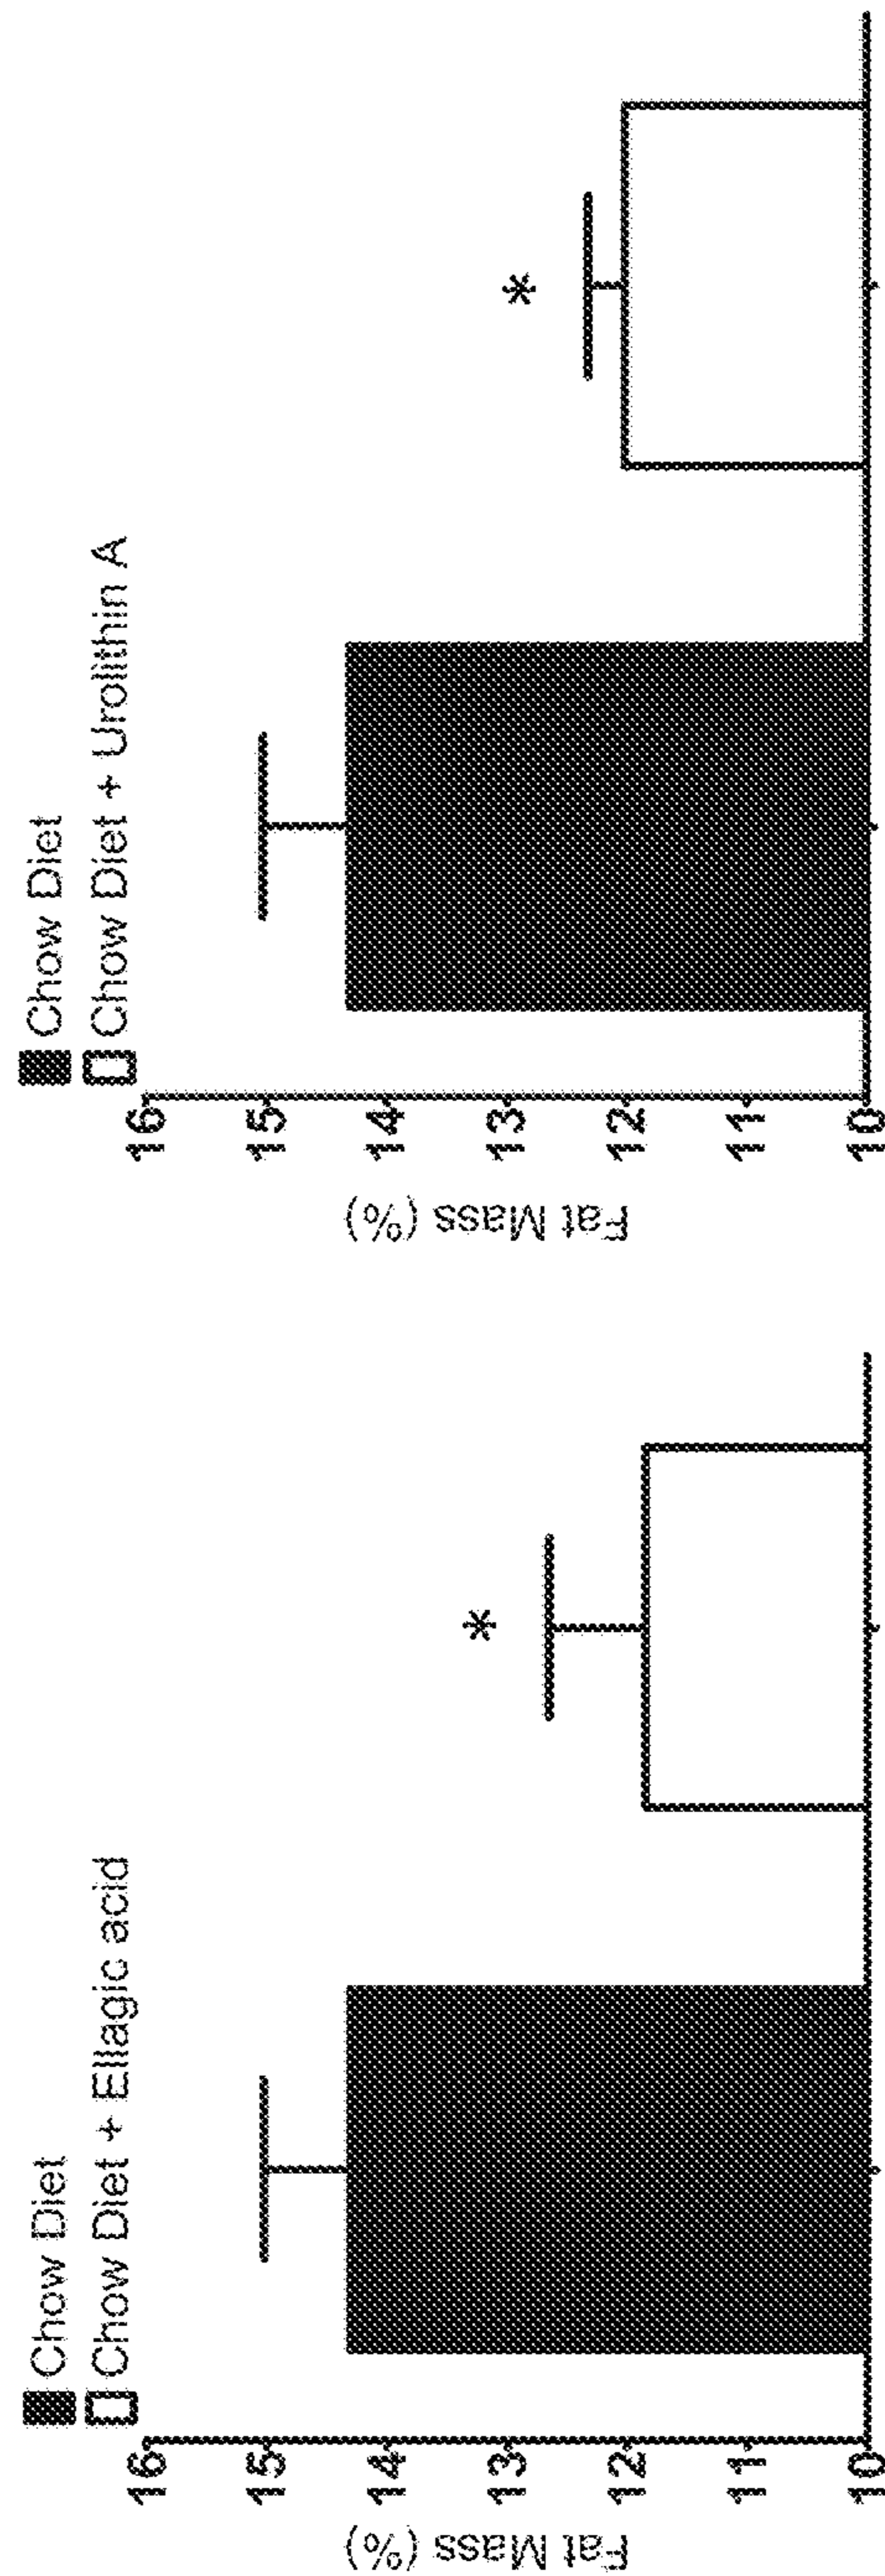 Chow Diet
Chow Diet + Ellagic acid
16
15
14
13
12
11
10
Fat Mass (%)
*
Chow Diet
Chow Diet + Urolithin A
16
15
14
13
12
11
10
Fat Mass (%)
*